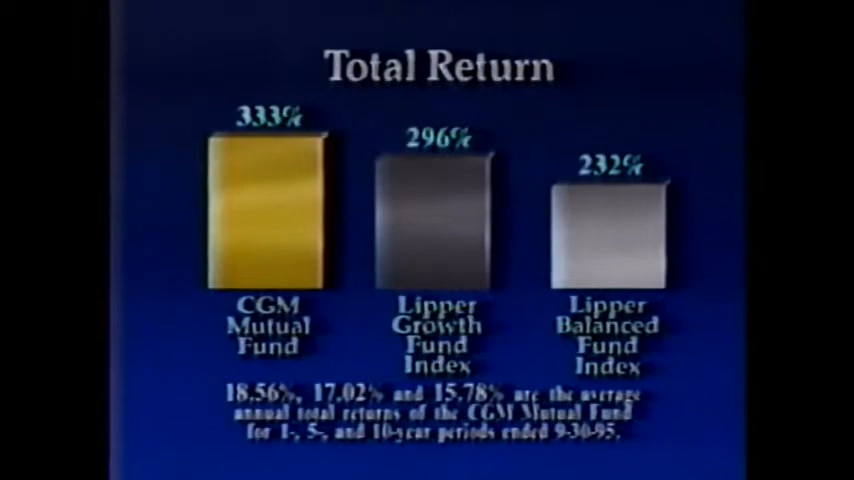 Total Return
333%
296%
232%
CGM
Mutual
Fund
Lipper
Growth
Fund
Index
Lipper
Balanced
Fund
Index
18.56%, 17.02% and 15.78% are the average
annual total returns of the CGM Mutual Fund
for 1-, 5-, and 10-year periods ended 9-30-95.